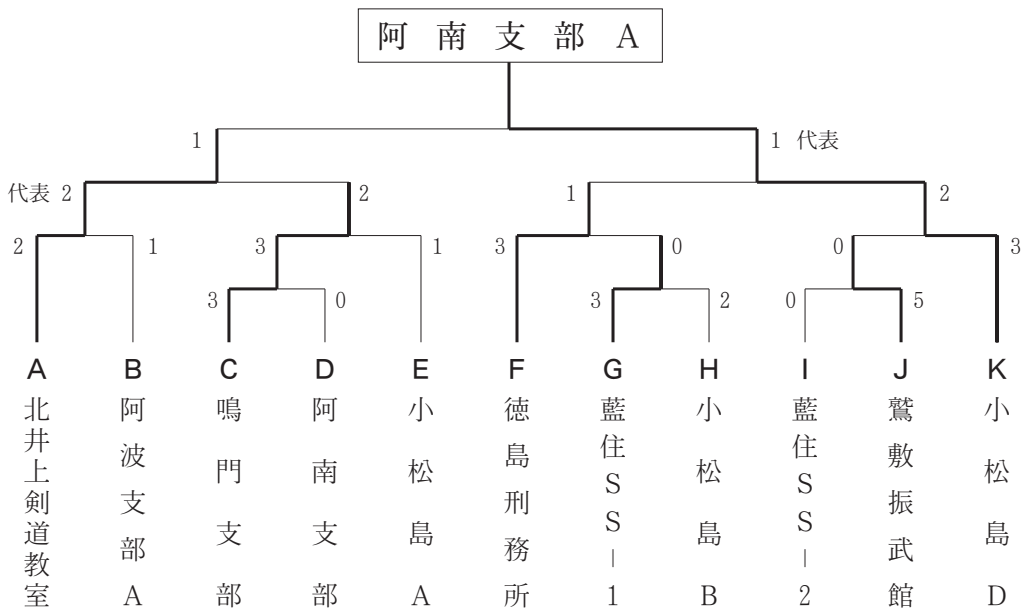 阿南支部A
1
1 代表
代表 2
2
1
2
2
1
3
1
3
0
0
3
3
0
3
2
0
5
A
B
C
D
E
F
G
H
I
J
K
北井上剣道教室
阿波支部A
鳴門支部
阿南支部
小松島A
徳島刑務所
藍住SS-1
小松島B
藍住SS-2
鷲敷振武館
小松島D